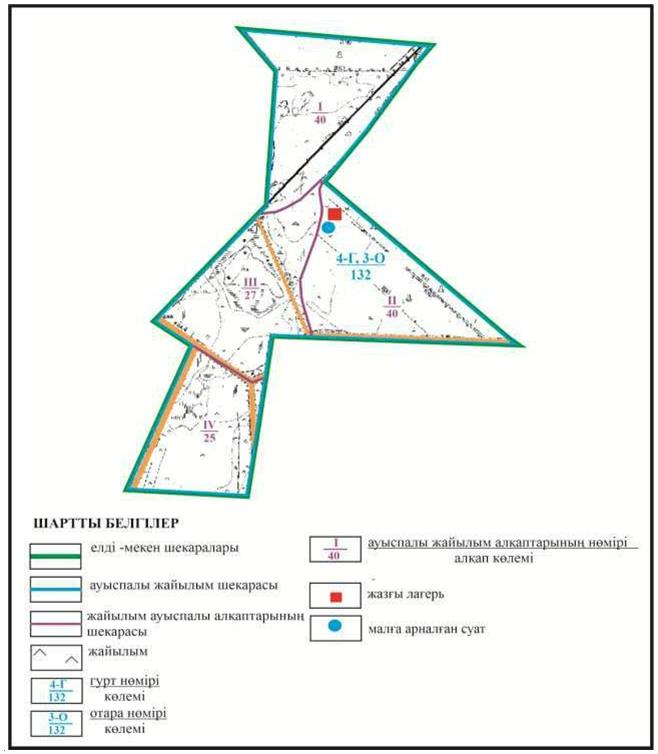 I
40
4-Г, 3-О
132
III
27
II
40
IV
25
ШАРТТЫ БЕЛГІЛЕР
елді -мекен шекаралары
ауыспалы жайылым шекарасы
жайылым ауыспалы алқаптарының
шекарасы
жайылым
4-Г
132
гурт нөмірі
көлемі
3-О
132
отара нөмірі
көлемі
I
40
ауыспалы жайылым алқаптарының нөмірі
алқап көлемі
жазғы лагерь
малға арналған суат